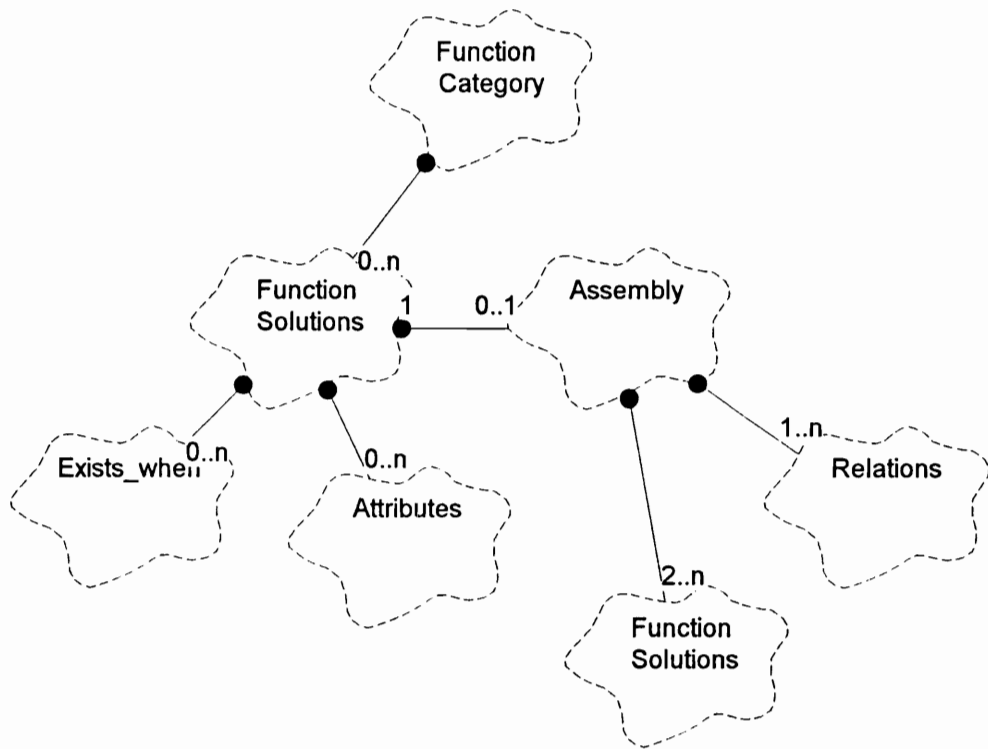 Function
Category
0..n
Function
Solutions
1
0..1
Assembly
0..n
Exists_when
0..n
Attributes
1..n
Relations
2..n
Function
Solutions